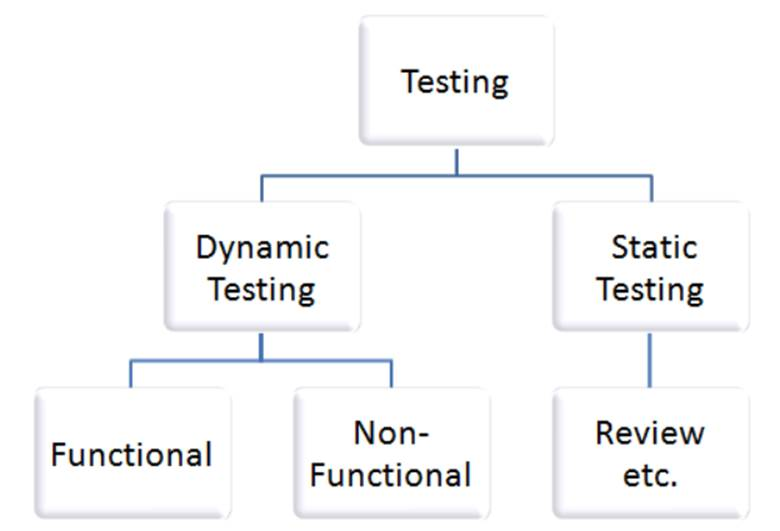 Testing
Dynamic
Testing
Static
Testing
Functional
Non-
Functional
Review
etc.